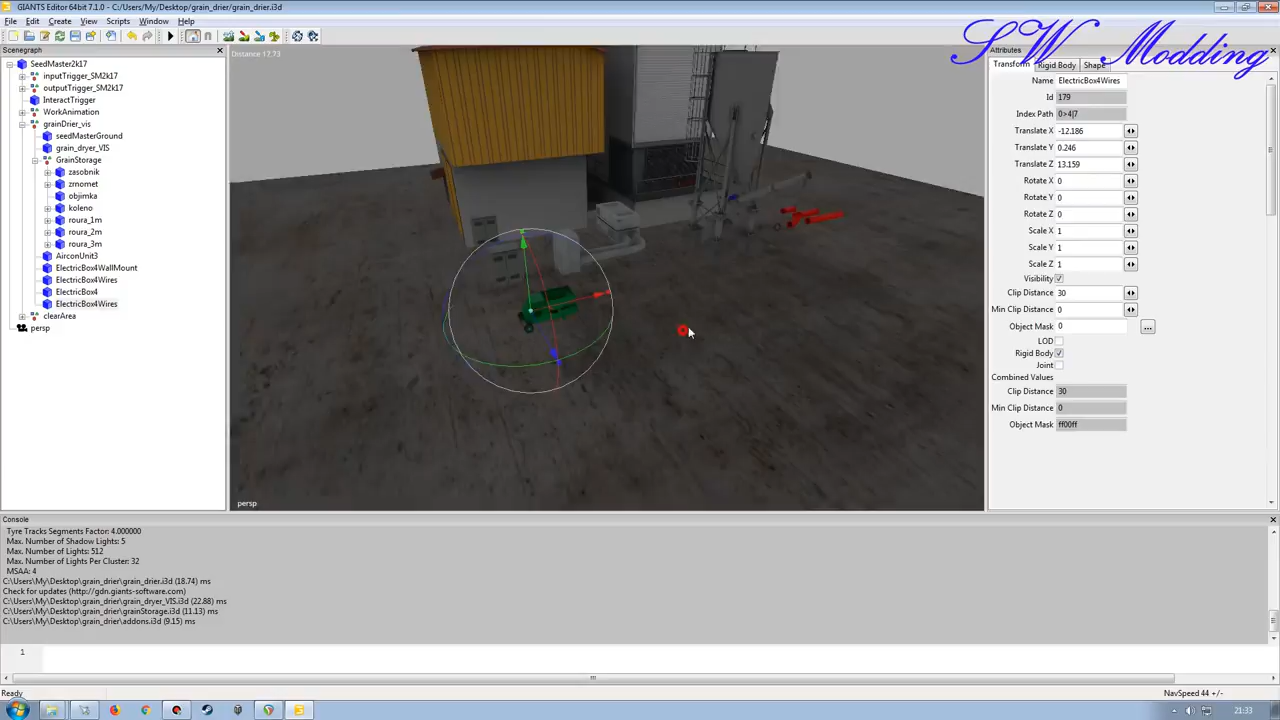 GIANTS Editor 64bit 7.1.0 - C:/Users/My/Desktop/grain_drier/grain_drier.i3d
File Edit Create View Scripts Window Help
SW Modding
Scenegraph
SeedMaster2k17
inputTrigger_SM2k17
outputTrigger_SM2k17
InteractTrigger
WorkAnimation
grainDrier_vis
seedMasterGround
grain_dryer_VIS
GrainStorage
zasobnik
zrnomet
objimka
koleno
roura_1m
roura_2m
roura_3m
AirconUnit3
ElectricBox4WallMount
ElectricBox4Wires
ElectricBox4
ElectricBox4Wires
clearArea
persp
Distance 17.73
persp
Attributes
Transform Rigid Body Shape
Name ElectricBox4Wires
Id 179
Index Path 0>4|7
Translate X -12.186
Translate Y 0.246
Translate Z 13.159
Rotate X 0
Rotate Y 0
Rotate Z 0
Scale X 1
Scale Y 1
Scale Z 1
Visibility
Clip Distance 30
Min Clip Distance 0
Object Mask 0 ...
LOD
Rigid Body
Joint
Combined Values
Clip Distance 30
Min Clip Distance 0
Object Mask ff00ff
Console
Tyre Tracks Segments Factor: 4.000000
Max. Number of Shadow Lights: 5
Max. Number of Lights: 512
Max. Number of Lights Per Cluster: 32
MSAA: 4
C:\Users\My\Desktop\grain_drier\grain_drier.i3d (18.74) ms
Check for updates (http://gdn.giants-software.com)
C:\Users\My\Desktop\grain_drier\grain_dryer_VIS.i3d (22.88) ms
C:\Users\My\Desktop\grain_drier\grainStorage.i3d (11.13) ms
C:\Users\My\Desktop\grain_drier\addons.i3d (9.15) ms
1
Ready
NavSpeed 44 +/-
21:33